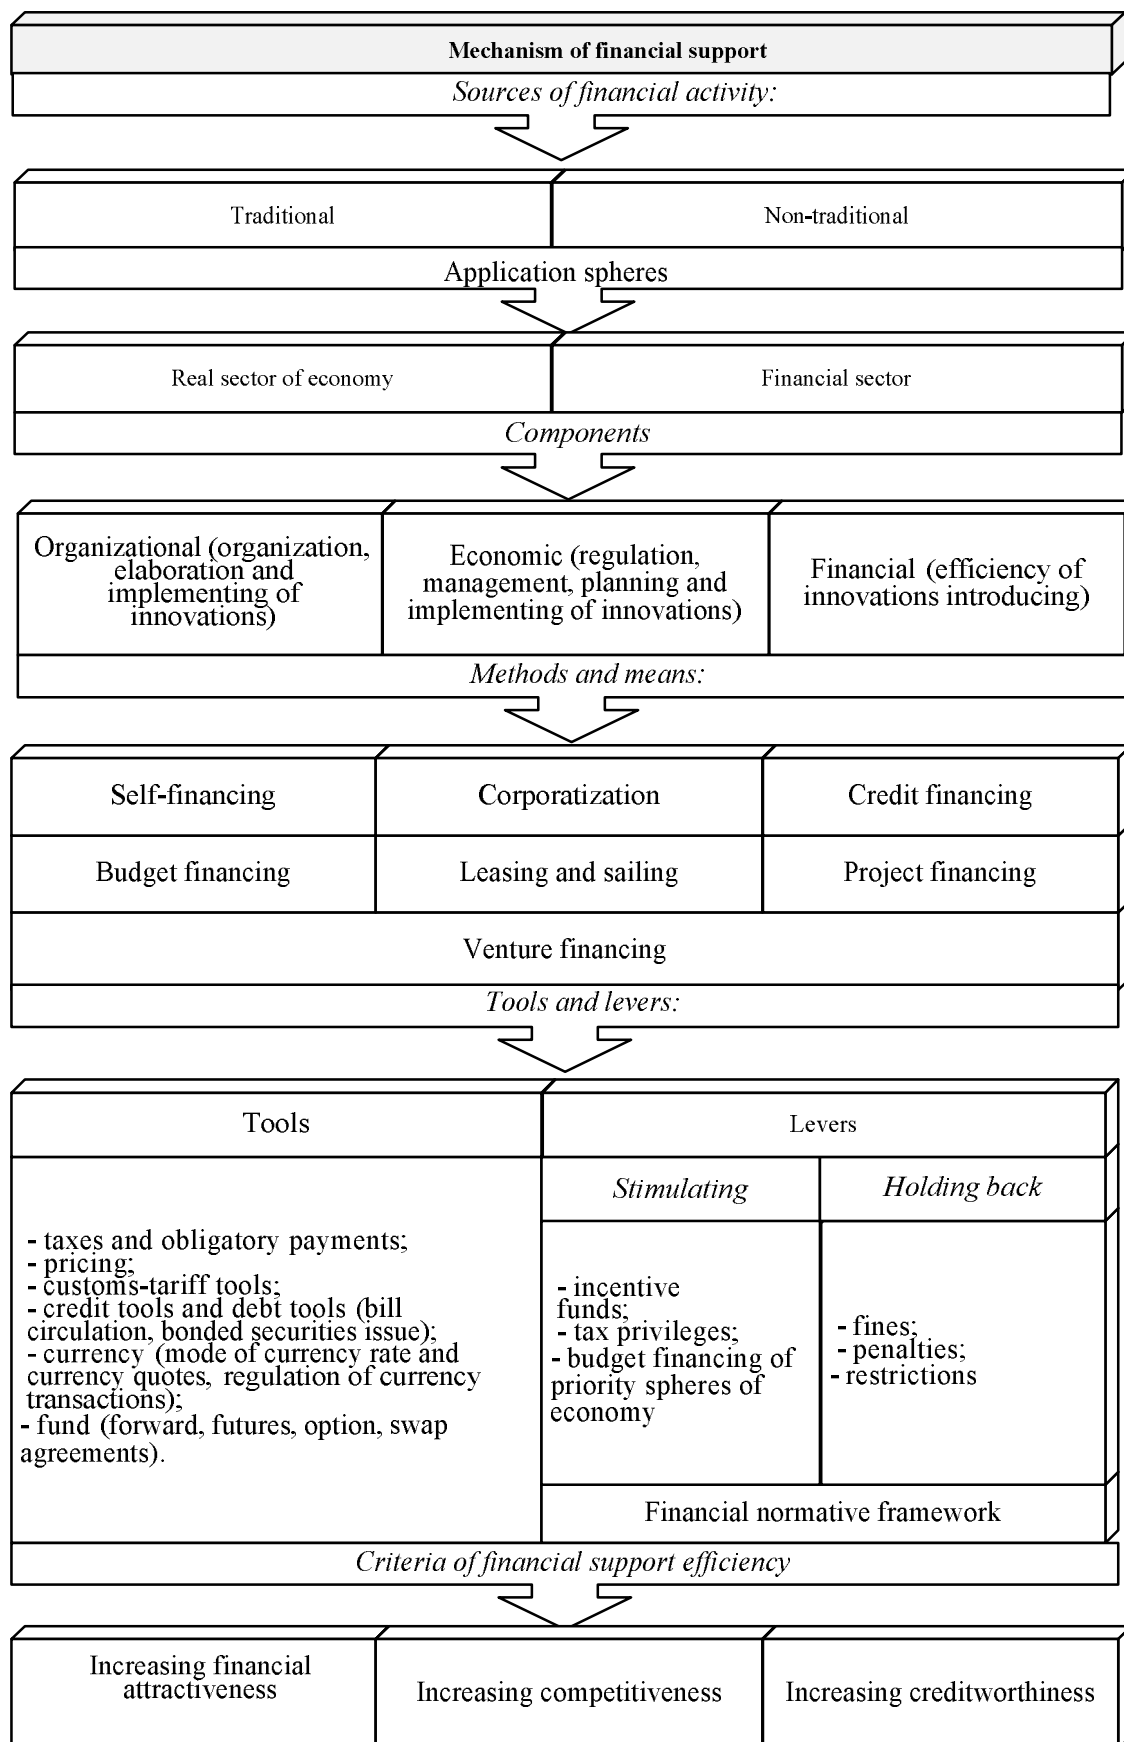 Mechanism of financial support
Sources of financial activity:
Traditional
Non-traditional
Application spheres
Real sector of economy
Financial sector
Components
Organizational (organization,
elaboration and
implementing of
innovations)
Economic (regulation,
management, planning and
implementing of innovations)
Financial (efficiency of
innovations introducing)
Methods and means:
Self-financing
Corporatization
Credit financing
Budget financing
Leasing and sailing
Project financing
Venture financing
Tools and levers:
Tools
Levers
Stimulating
Holding back
- taxes and obligatory payments;
- pricing;
- customs-tariff tools;
- credit tools and debt tools (bill
circulation, bonded securities issue);
- currency (mode of currency rate and
currency quotes, regulation of currency
transactions);
- fund (forward, futures, option, swap
agreements).
- incentive
funds;
- tax privileges;
- budget financing of
priority spheres of
economy
- fines;
- penalties;
- restrictions
Financial normative framework
Criteria of financial support efficiency
Increasing financial
attractiveness
Increasing competitiveness
Increasing creditworthiness